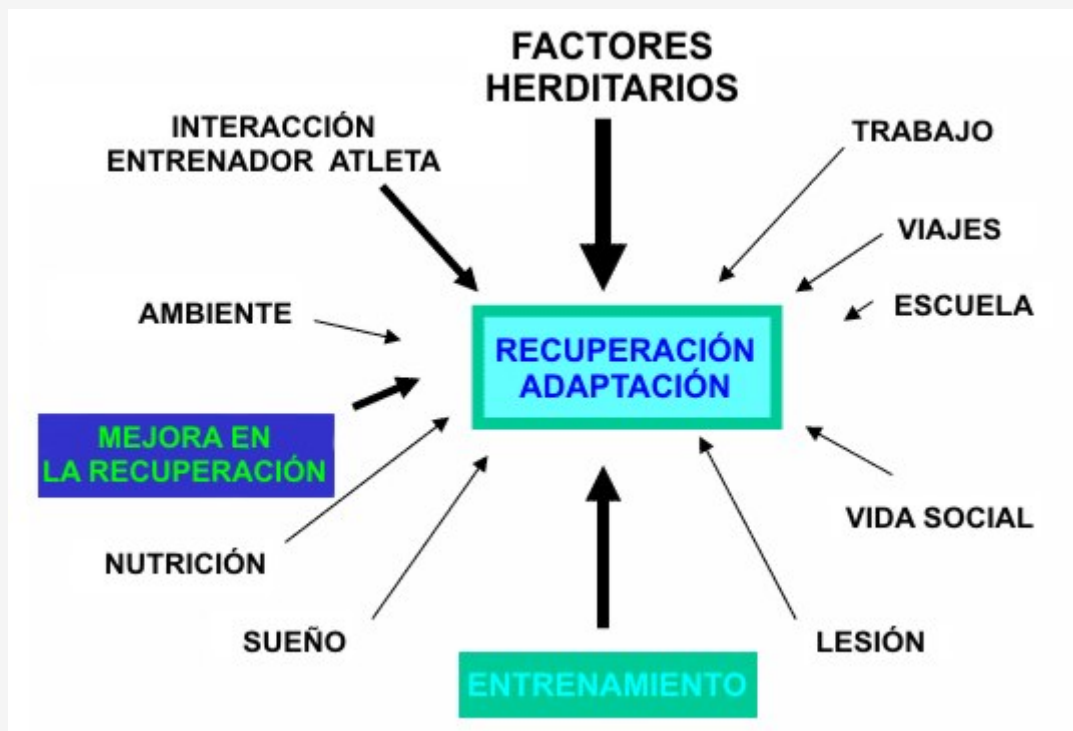 FACTORES
HERDITARIOS
INTERACCIÓN
ENTRENADOR ATLETA
TRABAJO
VIAJES
AMBIENTE
ESCUELA
RECUPERACIÓN
ADAPTACIÓN
MEJORA EN
LA RECUPERACIÓN
VIDA SOCIAL
NUTRICIÓN
SUEÑO
LESIÓN
ENTRENAMIENTO